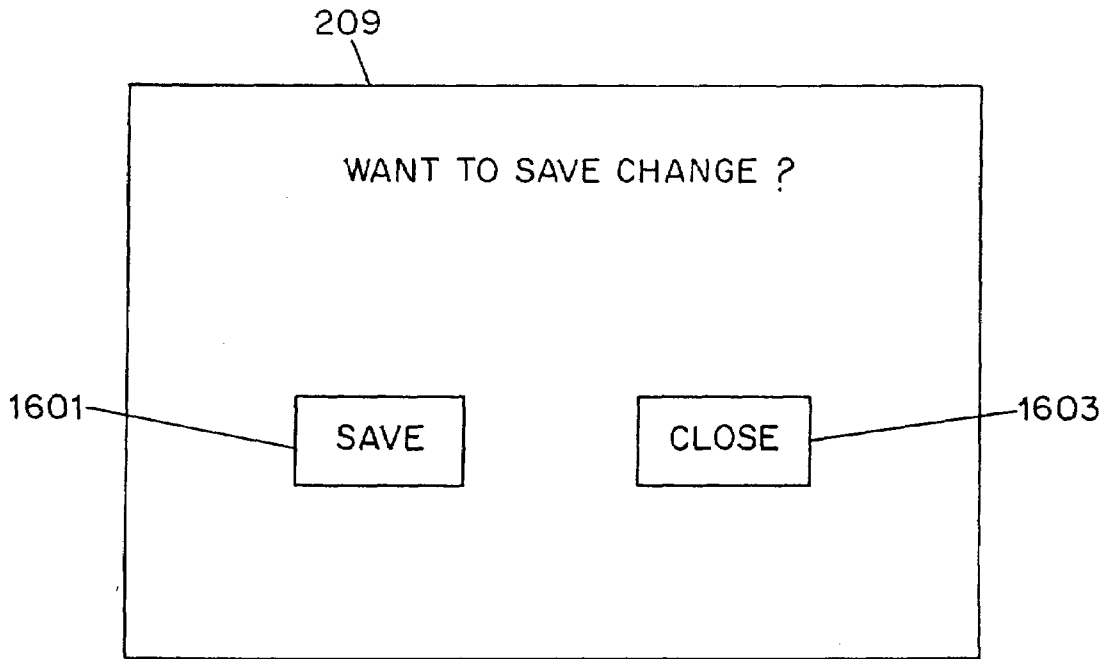 209
WANT TO SAVE CHANGE ?
1601
SAVE
CLOSE
1603